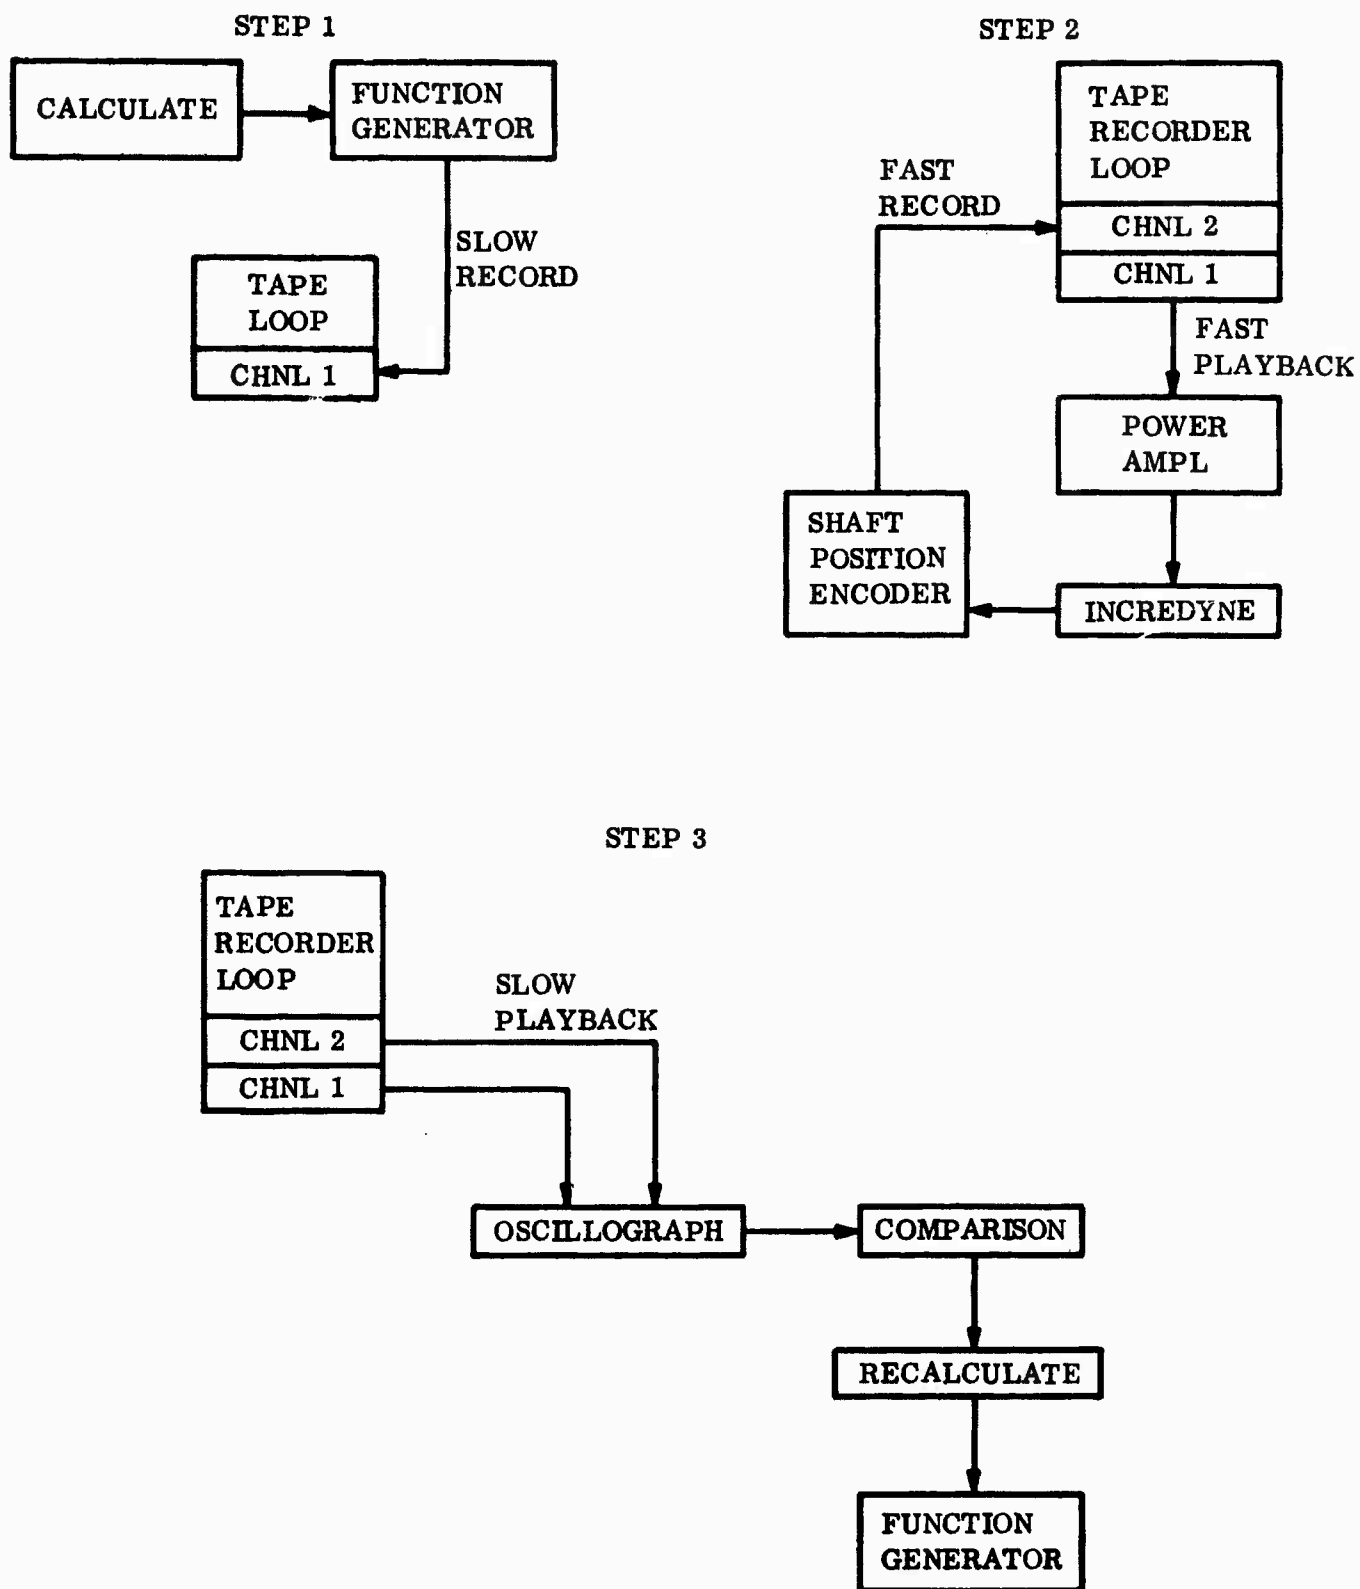 STEP 1
CALCULATE
FUNCTION
GENERATOR
SLOW
RECORD
TAPE
LOOP
CHNL 1
STEP 2
TAPE
RECORDER
LOOP
CHNL 2
CHNL 1
FAST
RECORD
FAST
PLAYBACK
POWER
AMPL
SHAFT
POSITION
ENCODER
INCREDYNE
STEP 3
TAPE
RECORDER
LOOP
CHNL 2
CHNL 1
SLOW
PLAYBACK
OSCILLOGRAPH
COMPARISON
RECALCULATE
FUNCTION
GENERATOR